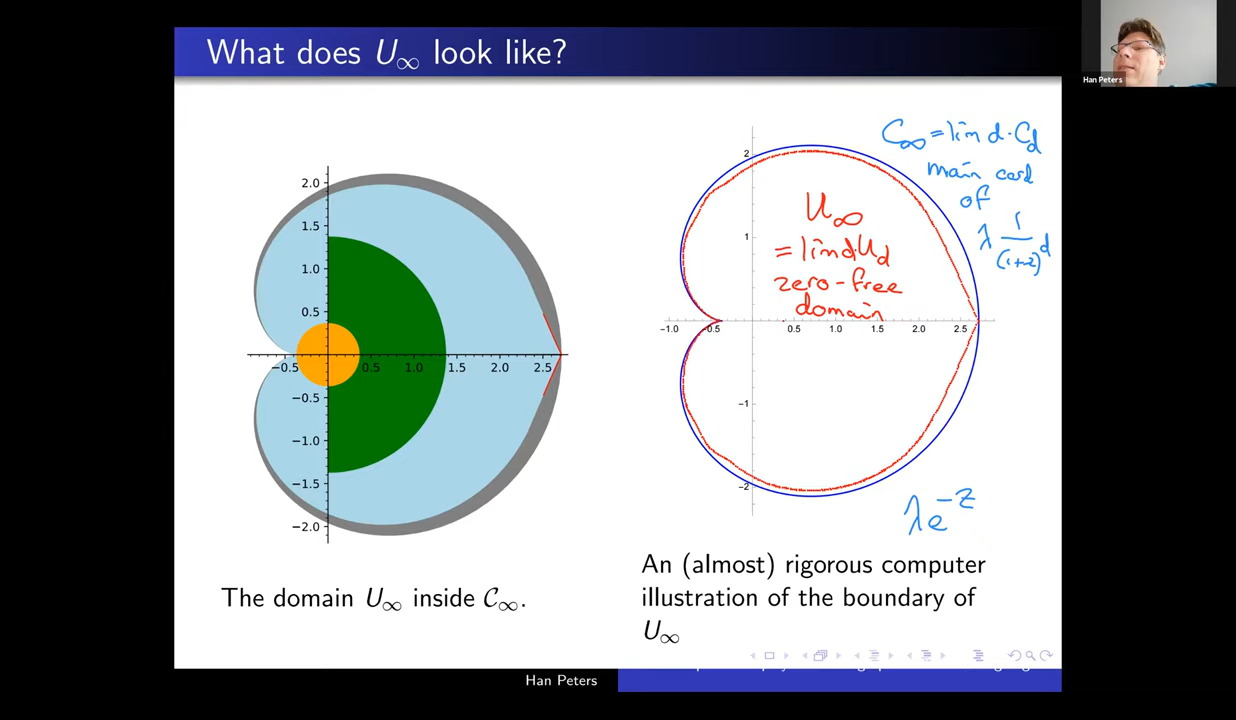 What does U∞ look like?
Han Peters
2.0
1.5
1.0
0.5
−0.5
0.5
1.0
1.5
2.0
2.5
−0.5
−1.0
−1.5
−2.0
2
1
-1.0
-0.5
0.5
1.0
1.5
2.0
2.5
-1
-2
C∞ = lim d·Cd
main card
of
λ 1/(1+z)^d
U∞
= lim d·Ud
zero-free
domain
λe^-z
The domain U∞ inside C∞.
An (almost) rigorous computer
illustration of the boundary of
U∞
Han Peters